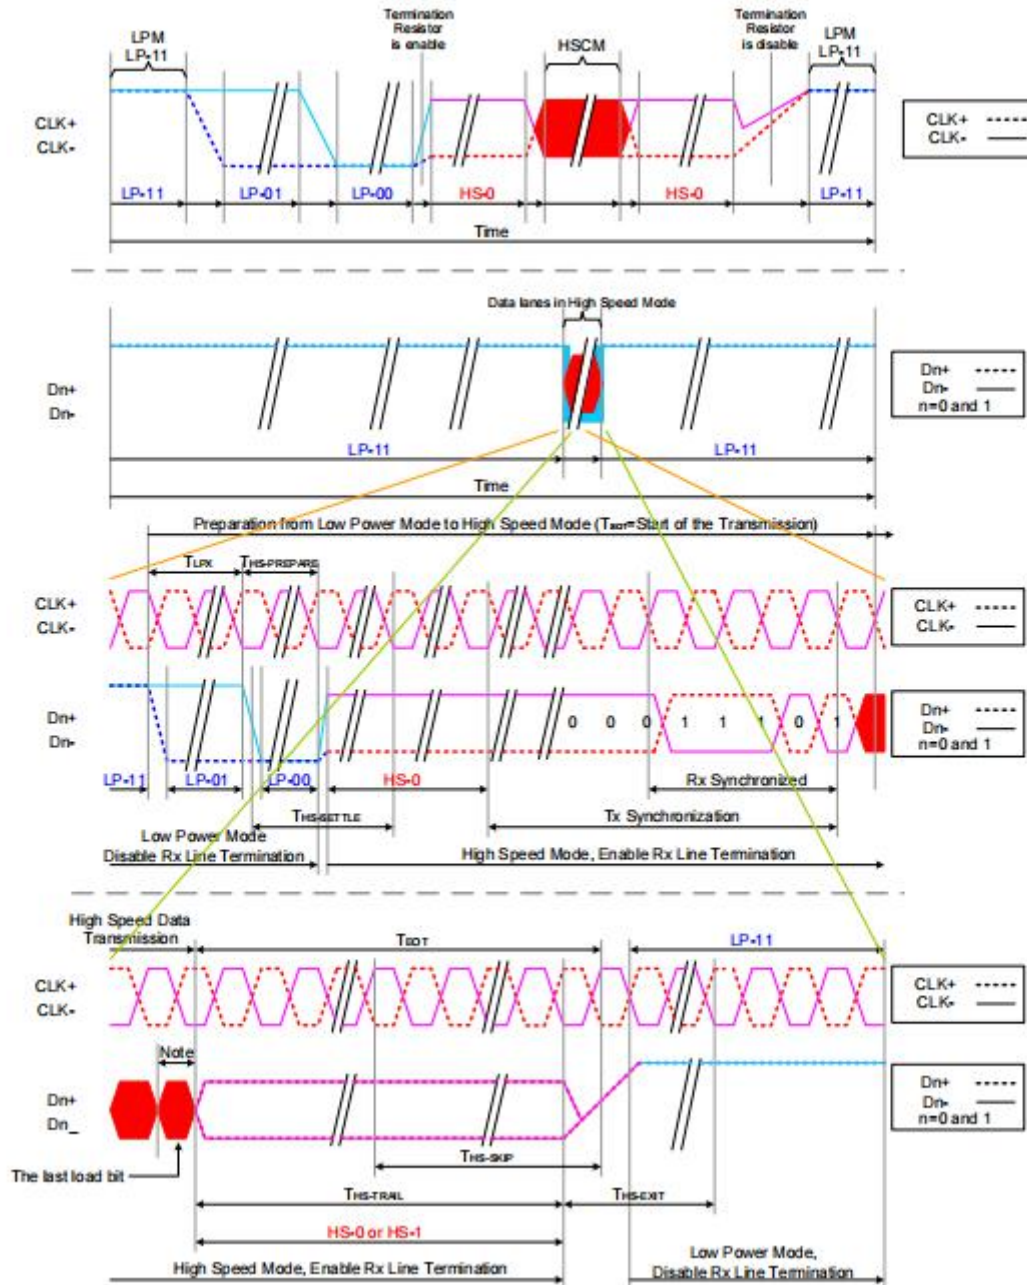 LPM
LP-11
Termination
Resistor
is enable
HSCM
Termination
Resistor
is disable
LPM
LP-11
CLK+
CLK-
CLK+
CLK-
LP-11
LP-01
LP-00
HS-0
HS-0
LP-11
Time
Data lanes in High Speed Mode
Dn+
Dn-
Dn+
Dn-
n=0 and 1
LP-11
LP-11
Time
Preparation from Low Power Mode to High Speed Mode (TSOT=Start of the Transmission)
TLPX
THS-PREPARE
CLK+
CLK-
CLK+
CLK-
Dn+
Dn-
0 0 0 1 1 1 0 1
Dn+
Dn-
n=0 and 1
LP-11
LP-01
LP-00
HS-0
Rx Synchronized
THS-SETTLE
Tx Synchronization
Low Power Mode
Disable Rx Line Termination
High Speed Mode, Enable Rx Line Termination
High Speed Data
Transmission
TEOT
LP-11
CLK+
CLK-
CLK+
CLK-
Note
Dn+
Dn_
Dn+
Dn-
n=0 and 1
The last load bit
THS-SKIP
THS-TRAIL
THS-EXIT
HS-0 or HS-1
High Speed Mode, Enable Rx Line Termination
Low Power Mode,
Disable Rx Line Termination